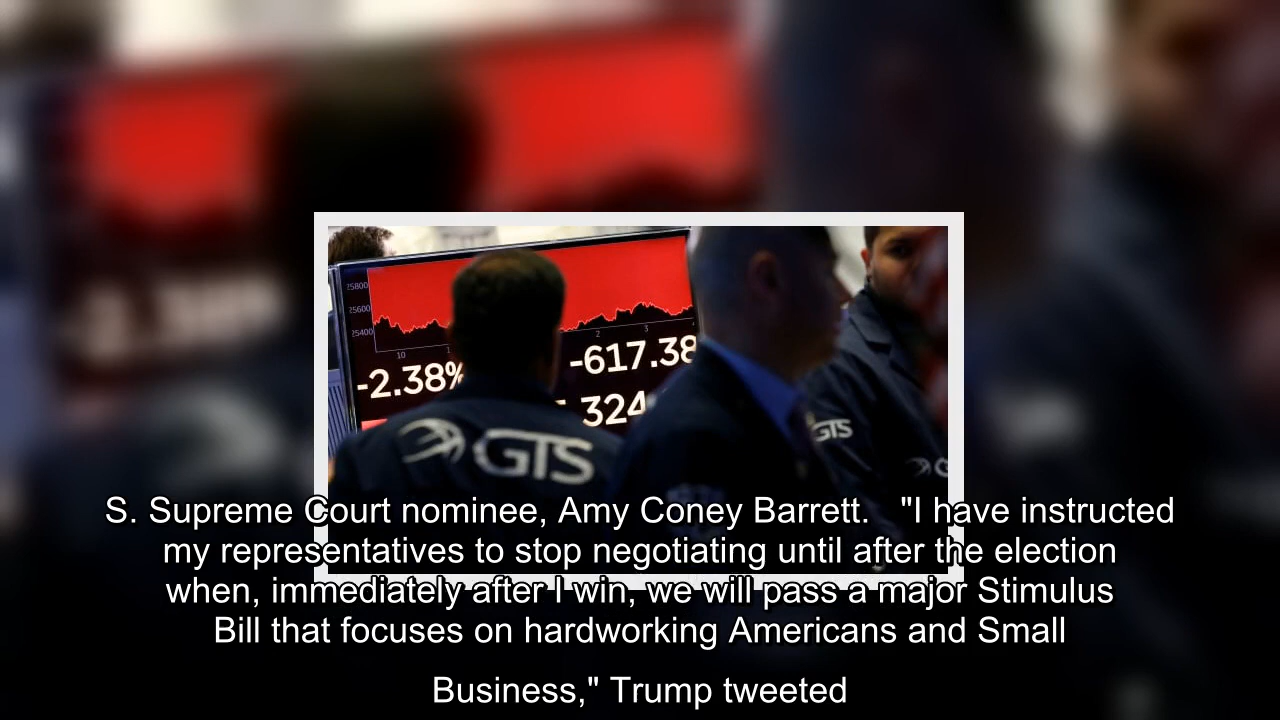 25800
25600
25400
10
2
3
-2.38%
-617.38
324
GTS
GTS
S. Supreme Court nominee, Amy Coney Barrett. "I have instructed
my representatives to stop negotiating until after the election
when, immediately after I win, we will pass a major Stimulus
Bill that focuses on hardworking Americans and Small
Business," Trump tweeted